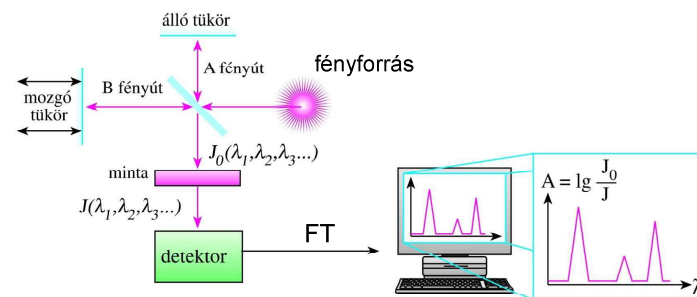 álló tükör
A fényút
fényforrás
B fényút
mozgó
tükör
J₀(λ₁,λ₂,λ₃...)
minta
J(λ₁,λ₂,λ₃...)
detektor
FT
A = lg J₀/J
λ